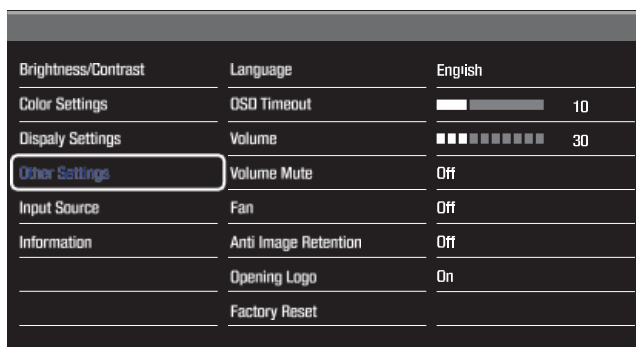 Brightness/Contrast Language English
Color Settings OSD Timeout 10
Dispaly Settings Volume 30
Other Settings Volume Mute Off
Input Source Fan Off
Information Anti Image Retention Off
Opening Logo On
Factory Reset